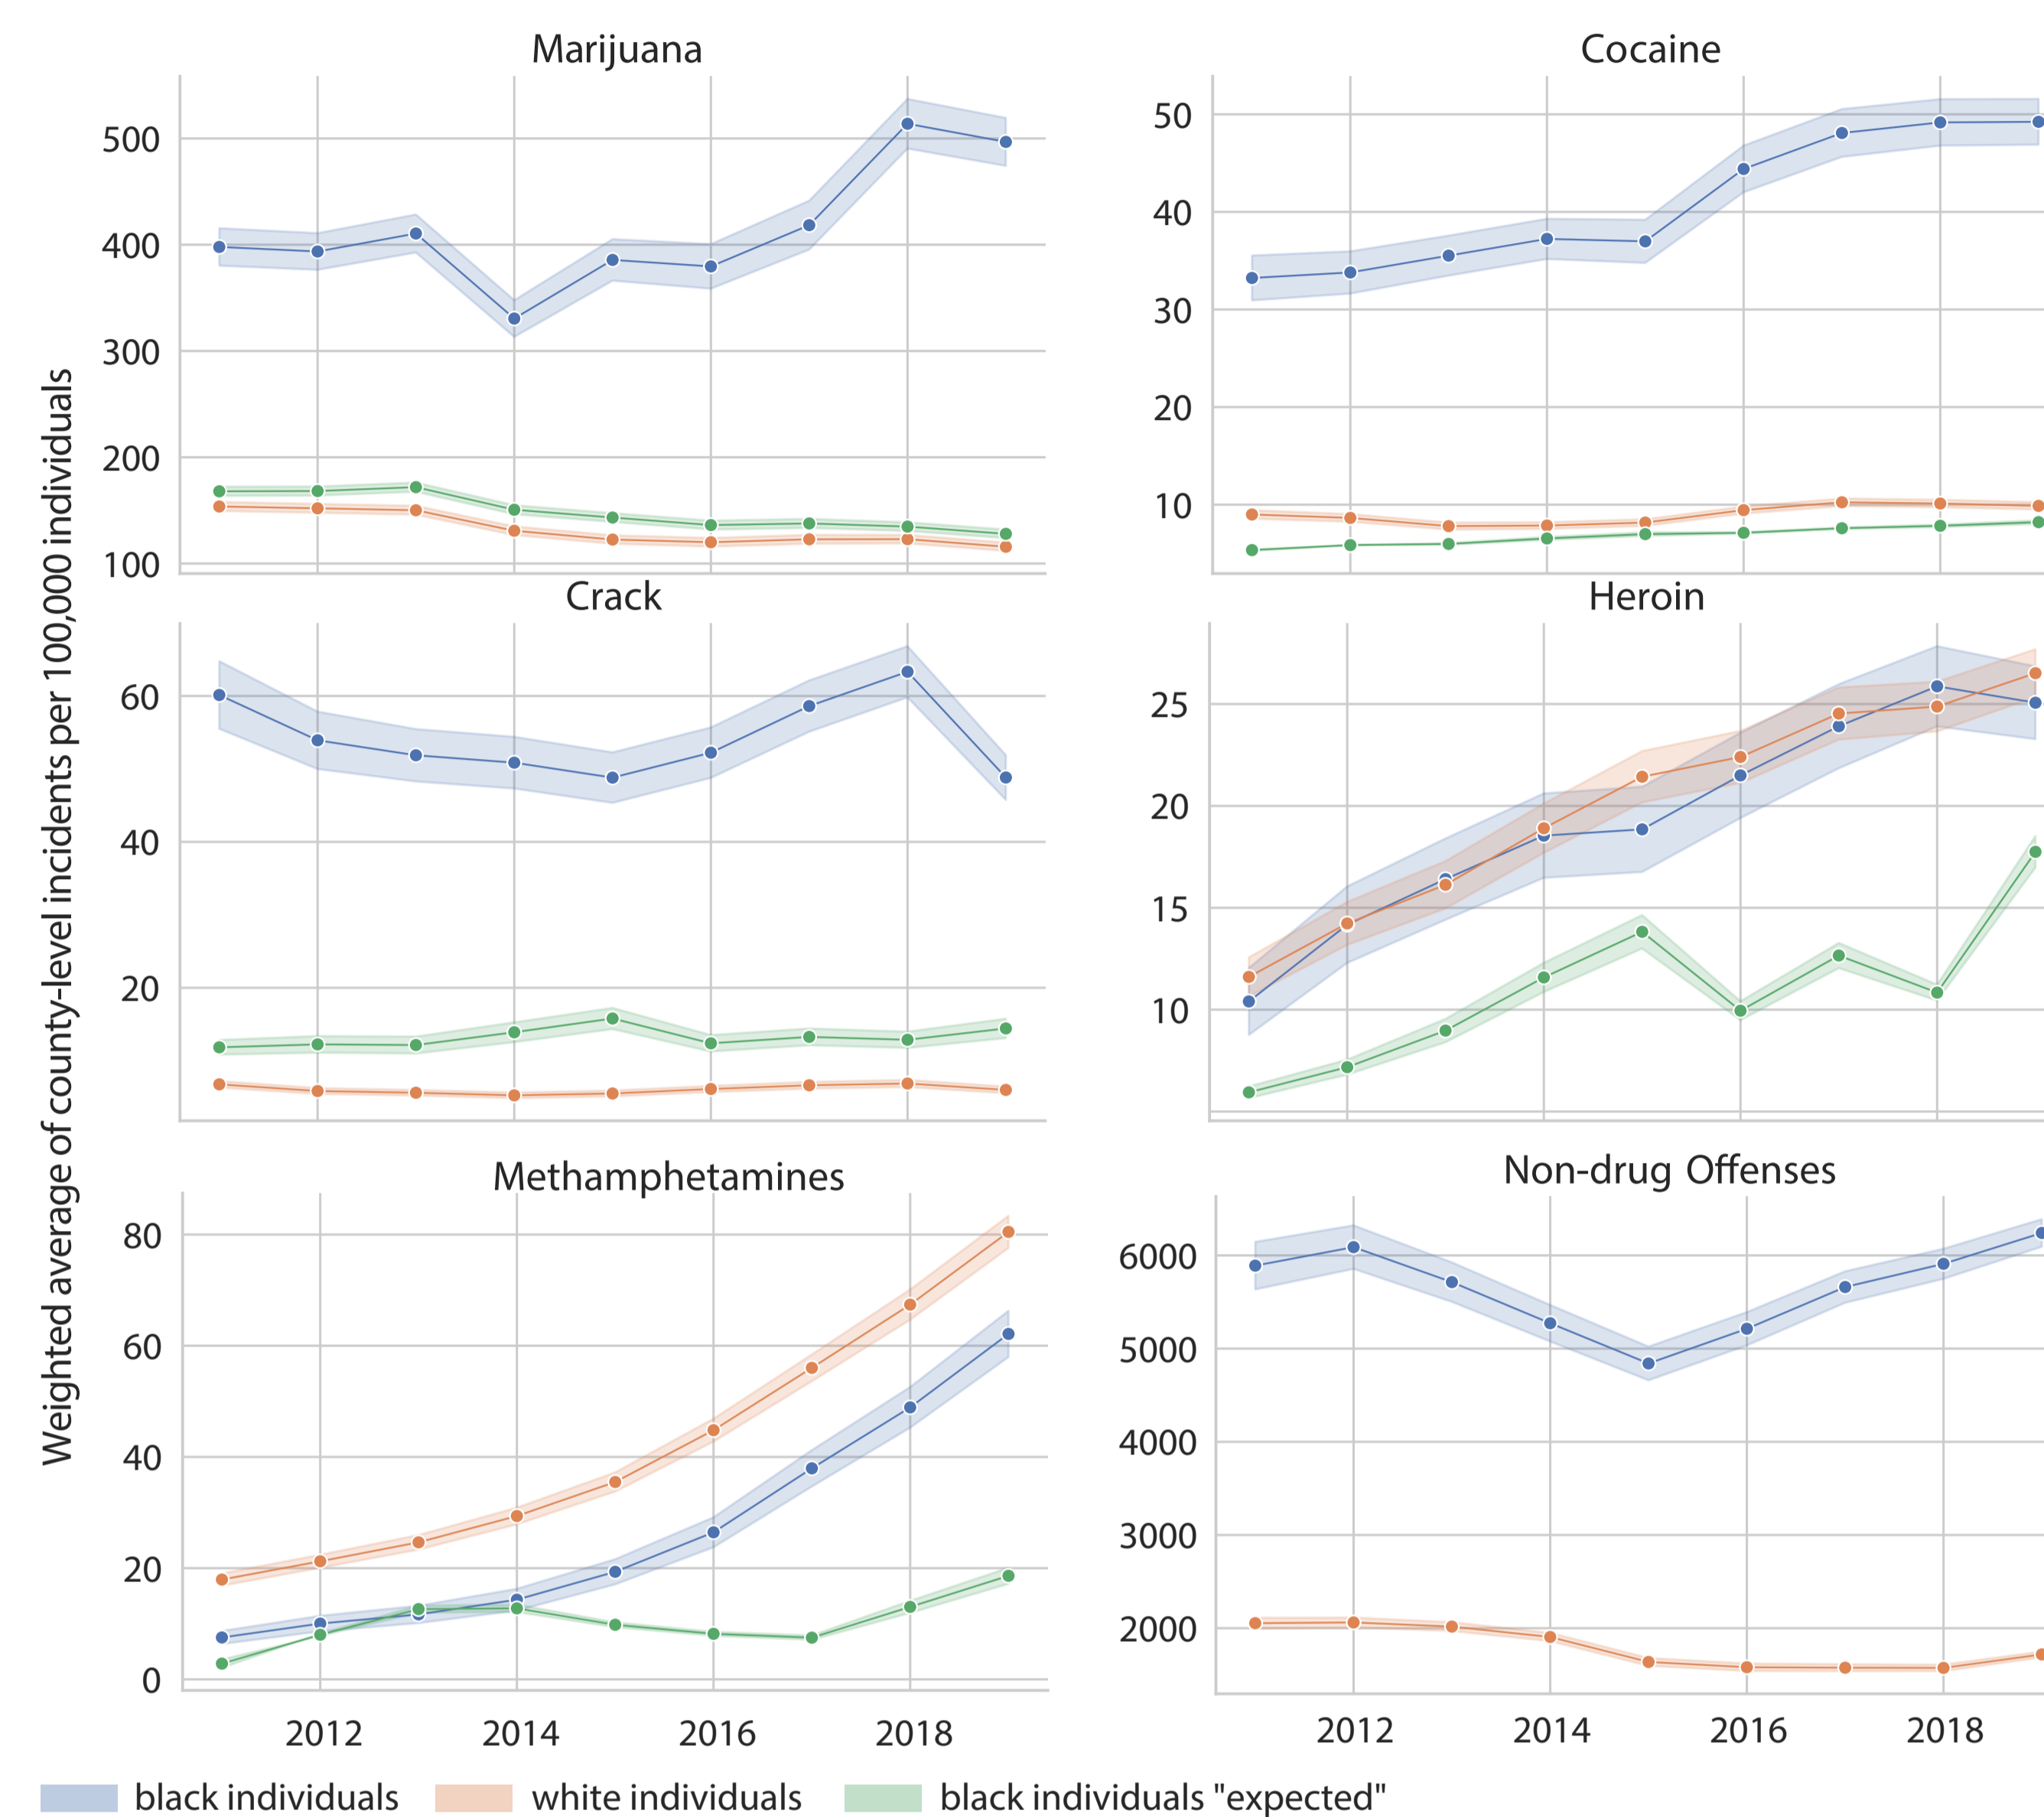 Marijuana
Cocaine
500
400
300
200
100
50
40
30
20
10
Crack
Heroin
60
40
20
25
20
15
10
Weighted average of county-level incidents per 100,000 individuals
Methamphetamines
Non-drug Offenses
80
60
40
20
0
6000
5000
4000
3000
2000
2012 2014 2016 2018
2012 2014 2016 2018
black individuals white individuals black individuals "expected"